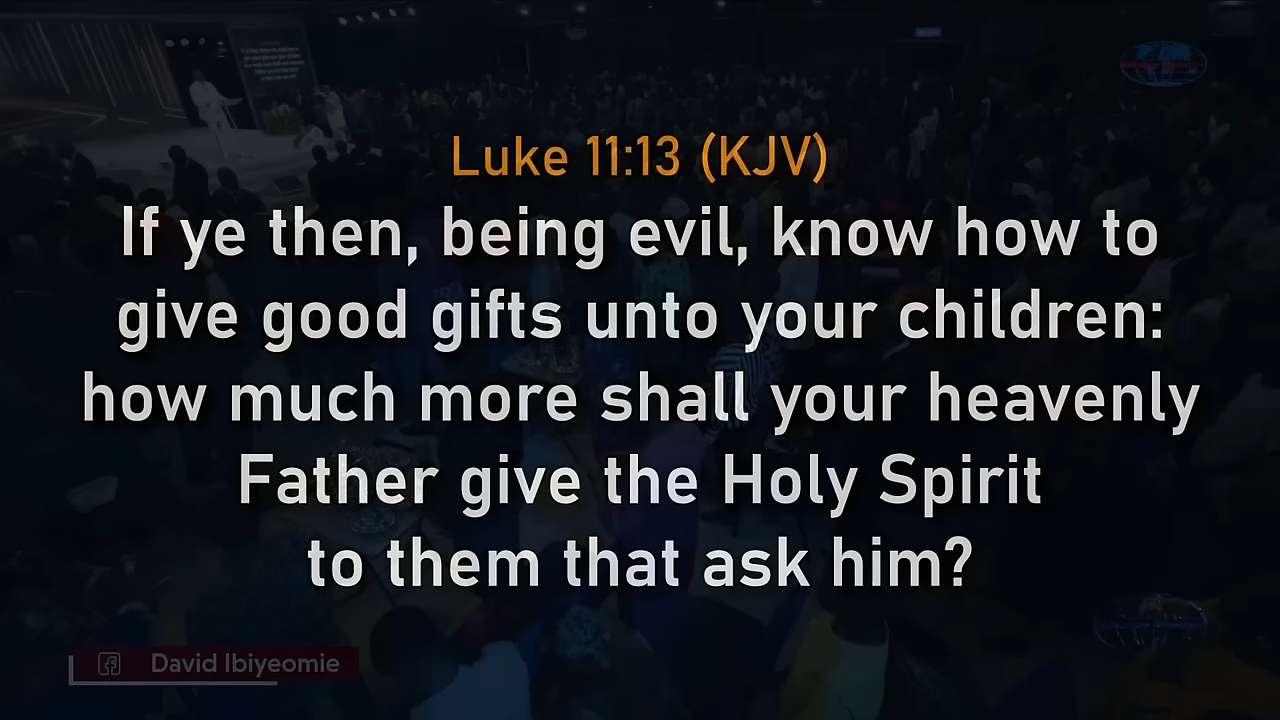 Luke 11:13 (KJV)
If ye then, being evil, know how to
give good gifts unto your children:
how much more shall your heavenly
Father give the Holy Spirit
to them that ask him?
David Ibiyeomie